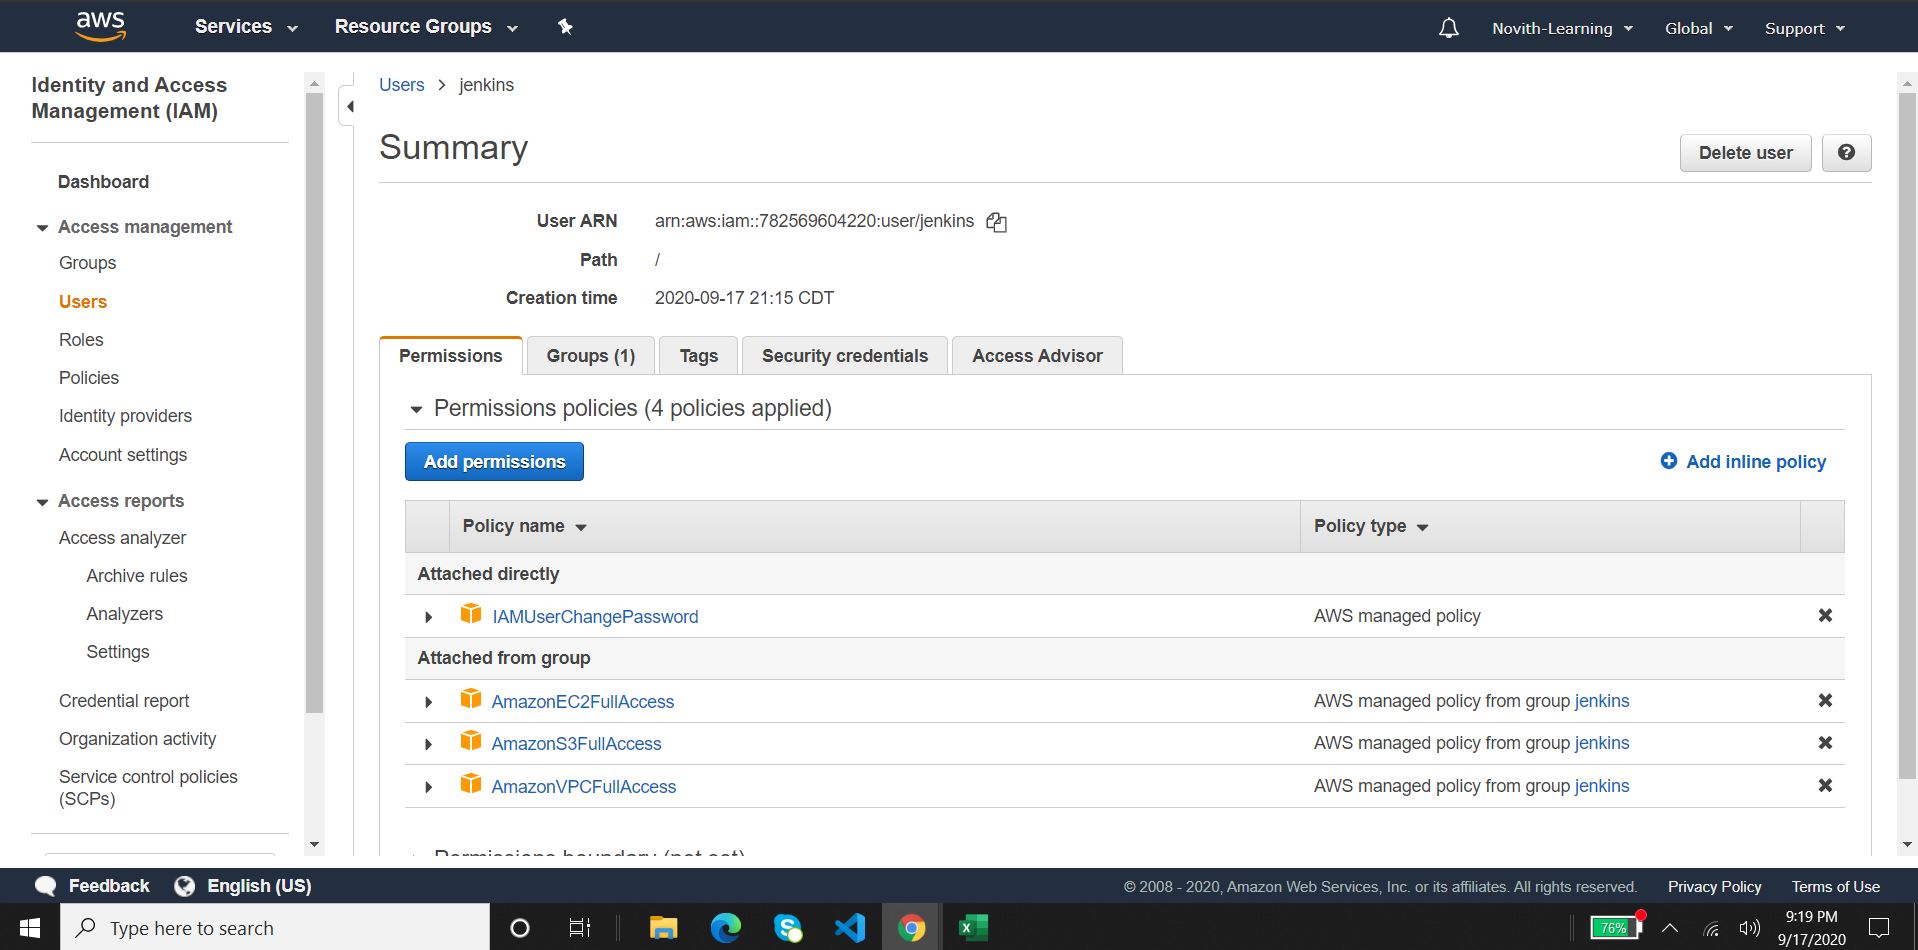 aws
Services
Resource Groups
Novith-Learning
Global
Support
Identity and Access
Management (IAM)
Dashboard
Access management
Groups
Users
Roles
Policies
Identity providers
Account settings
Access reports
Access analyzer
Archive rules
Analyzers
Settings
Credential report
Organization activity
Service control policies
(SCPs)
Users > jenkins
Summary
Delete user
?
User ARN arn:aws:iam::782569604220:user/jenkins
Path /
Creation time 2020-09-17 21:15 CDT
Permissions
Groups (1)
Tags
Security credentials
Access Advisor
Permissions policies (4 policies applied)
Add permissions
Add inline policy
Policy name
Policy type
Attached directly
IAMUserChangePassword AWS managed policy
Attached from group
AmazonEC2FullAccess AWS managed policy from group jenkins
AmazonS3FullAccess AWS managed policy from group jenkins
AmazonVPCFullAccess AWS managed policy from group jenkins
Permissions boundary (not set)
Feedback
English (US)
© 2008 - 2020, Amazon Web Services, Inc. or its affiliates. All rights reserved.
Privacy Policy
Terms of Use
Type here to search
76%
9:19 PM
9/17/2020